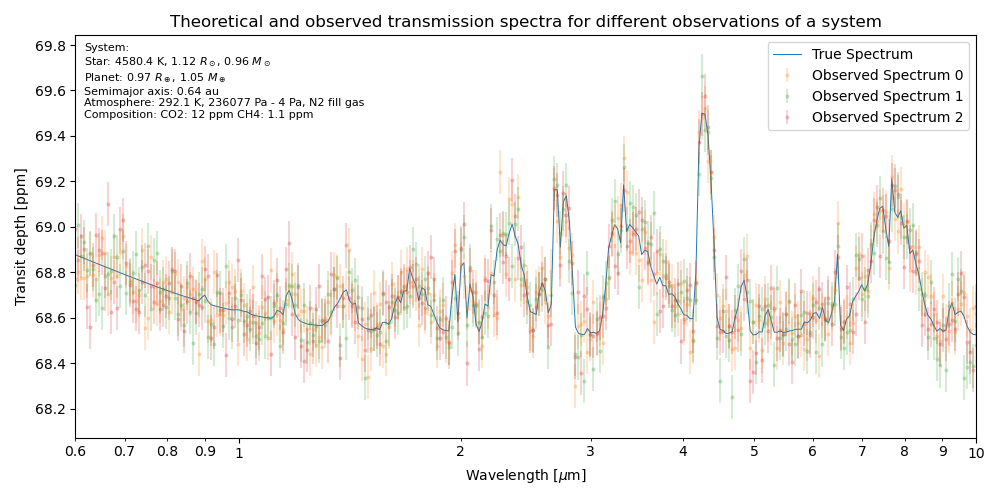 Theoretical and observed transmission spectra for different observations of a system
System:
Star: 4580.4 K, 1.12 R⊙, 0.96 M⊙
Planet: 0.97 R⊕, 1.05 M⊕
Semimajor axis: 0.64 au
Atmosphere: 292.1 K, 236077 Pa - 4 Pa, N2 fill gas
Composition: CO2: 12 ppm CH4: 1.1 ppm
True Spectrum
Observed Spectrum 0
Observed Spectrum 1
Observed Spectrum 2
Transit depth [ppm]
69.8
69.6
69.4
69.2
69.0
68.8
68.6
68.4
68.2
0.6 0.7 0.8 0.9 1 2 3 4 5 6 7 8 9 10
Wavelength [μm]